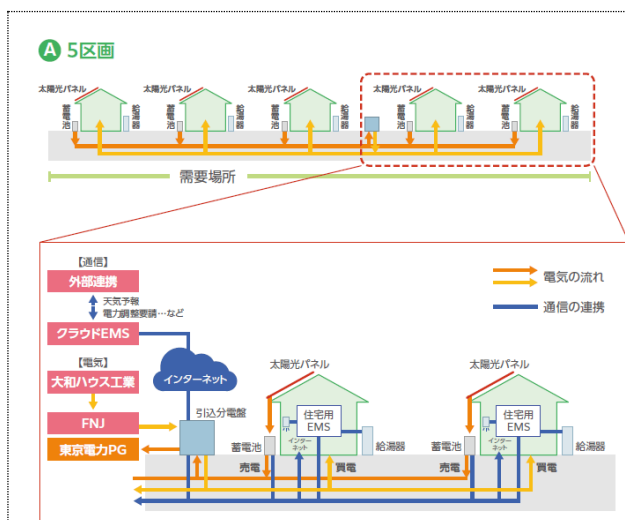 A 5区画
太陽光パネル 太陽光パネル 太陽光パネル 太陽光パネル 太陽光パネル
蓄電池 給湯器 蓄電池 給湯器 蓄電池 給湯器 蓄電池 給湯器 蓄電池 給湯器
需要場所
【通信】
外部連携
天気予報
電力調整要請…など
クラウドEMS
【電気】
大和ハウス工業
FNJ
東京電力PG
インターネット
引込分電盤
電気の流れ
通信の連携
太陽光パネル
住宅用
EMS
インター
ネット
蓄電池
給湯器
売電
買電
太陽光パネル
住宅用
EMS
インター
ネット
蓄電池
給湯器
売電
買電